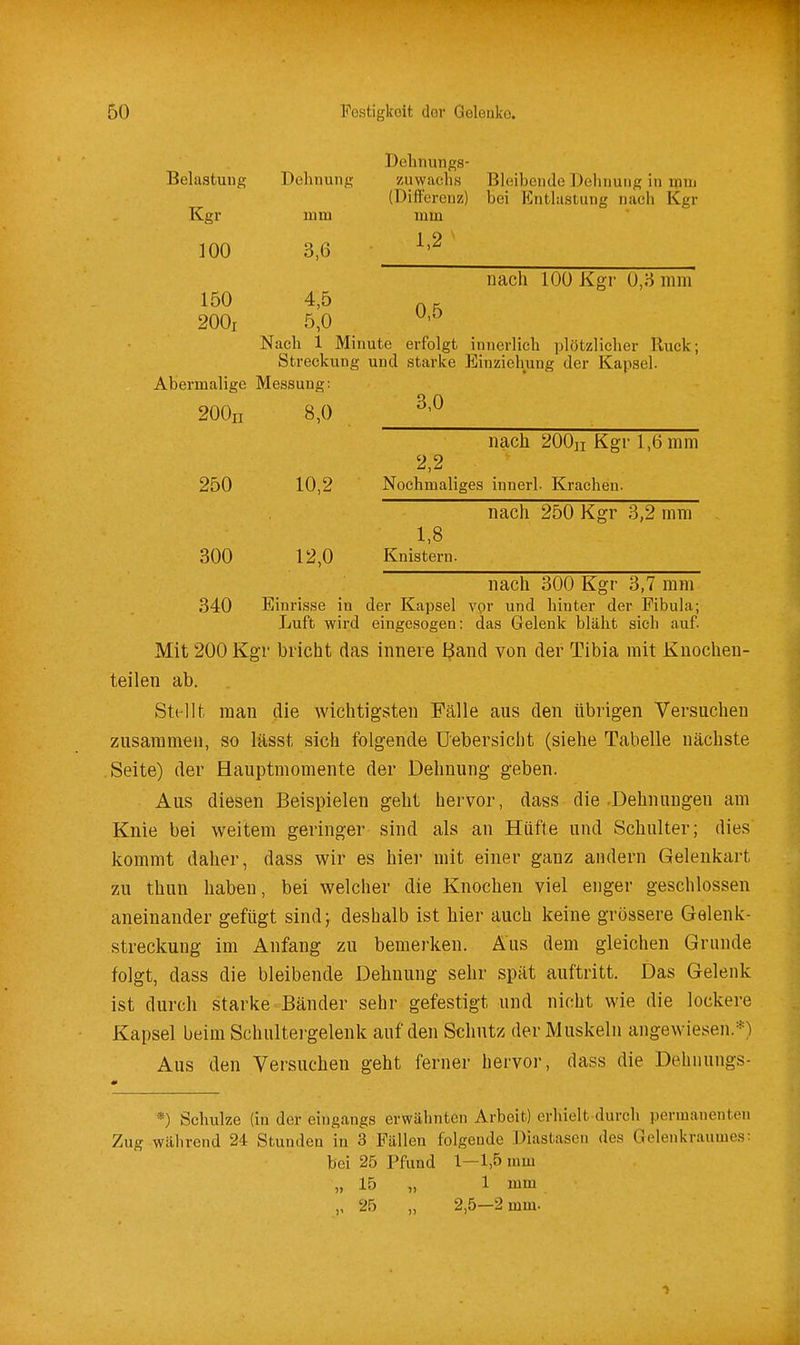 50 Festigkeit der Gelenke.
Belastung Dehnung Dehnungs-zuwachs (Differenz) Bleibende Dehnung in mm bei Entlastung nach Kgr
Kgr mm mm
100 3,6 1,2
nach 100 Kgr 0,3 mm
150 4,5
200I 5,0 0,5
Nach 1 Minute erfolgt innerlich plötzlicher Ruck;
Streckung und starke Einziehung der Kapsel.
Abermalige Messung:
200II 8,0 3,0
nach 200II Kgr 1,6 mm
2,2
250 10,2 Nochmaliges innerl. Krachen.
nach 250 Kgr 3,2 mm
1,8
300 12,0 Knistern.
nach 300 Kgr 3,7 mm
340 Einrisse in der Kapsel vor und hinter der Fibula;
Luft wird eingesogen: das Gelenk bläht sich auf.
Mit 200 Kgr bricht das innere Band von der Tibia mit Knochen-
teilen ab.
Stellt man die wichtigsten Fälle aus den übrigen Versuchen
zusammen, so lässt sich folgende Uebersicht (siehe Tabelle nächste
Seite) der Hauptmomente der Dehnung geben.
Aus diesen Beispielen geht hervor, dass die Dehnungen am
Knie bei weitem geringer sind als an Hüfte und Schulter; dies
kommt daher, dass wir es hier mit einer ganz andern Gelenkart
zu thun haben, bei welcher die Knochen viel enger geschlossen
aneinander gefügt sind; deshalb ist hier auch keine grössere Gelenk-
streckung im Anfang zu bemerken. Aus dem gleichen Grunde
folgt, dass die bleibende Dehnung sehr spät auftritt. Das Gelenk
ist durch starke Bänder sehr gefestigt und nicht wie die lockere
Kapsel beim Schultergelenk auf den Schutz der Muskeln angewiesen.*)
Aus den Versuchen geht ferner hervor, dass die Dehnungs-
*) Schulze (in der eingangs erwähnten Arbeit) erhielt durch permanenten
Zug während 24 Stunden in 3 Fällen folgende Diastasen des Gelenkraumes:
bei 25 Pfund 1—1,5 mm
„ 15 „ 1 mm
„ 25 „ 2,5—2 mm.